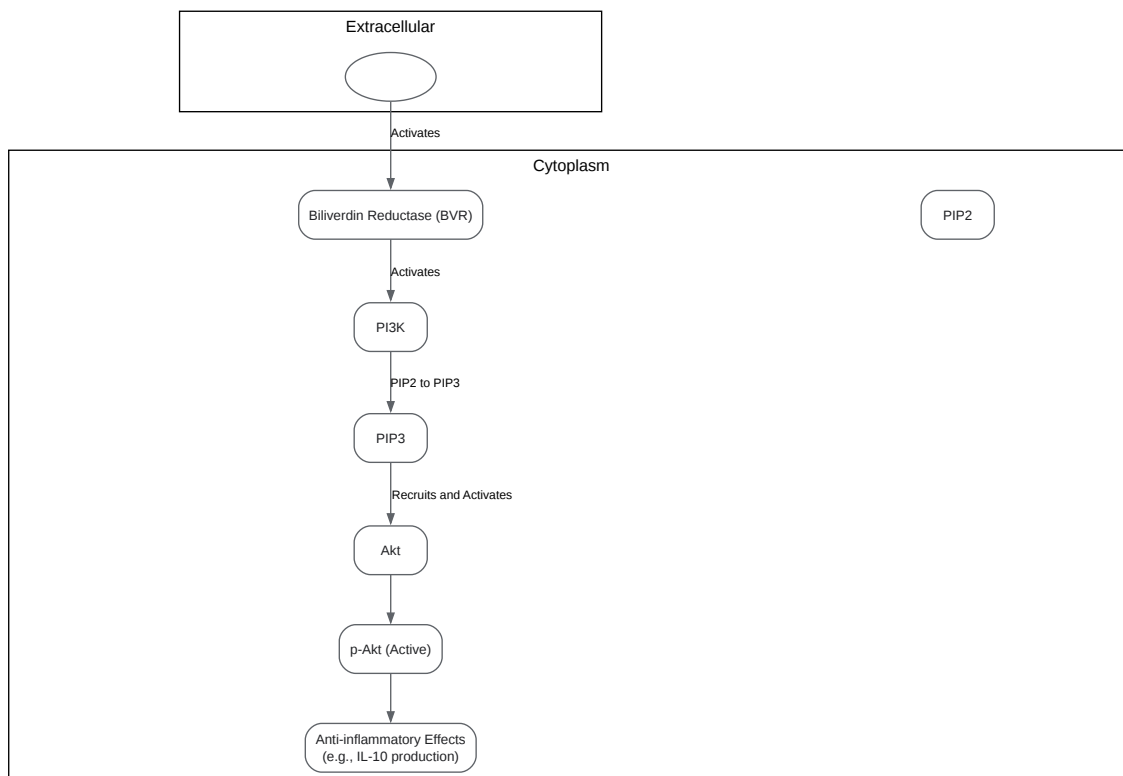 Extracellular
Activates
Cytoplasm
Biliverdin Reductase (BVR)
PIP2
Activates
PI3K
PIP2 to PIP3
PIP3
Recruits and Activates
Akt
p-Akt (Active)
Anti-inflammatory Effects
(e.g., IL-10 production)